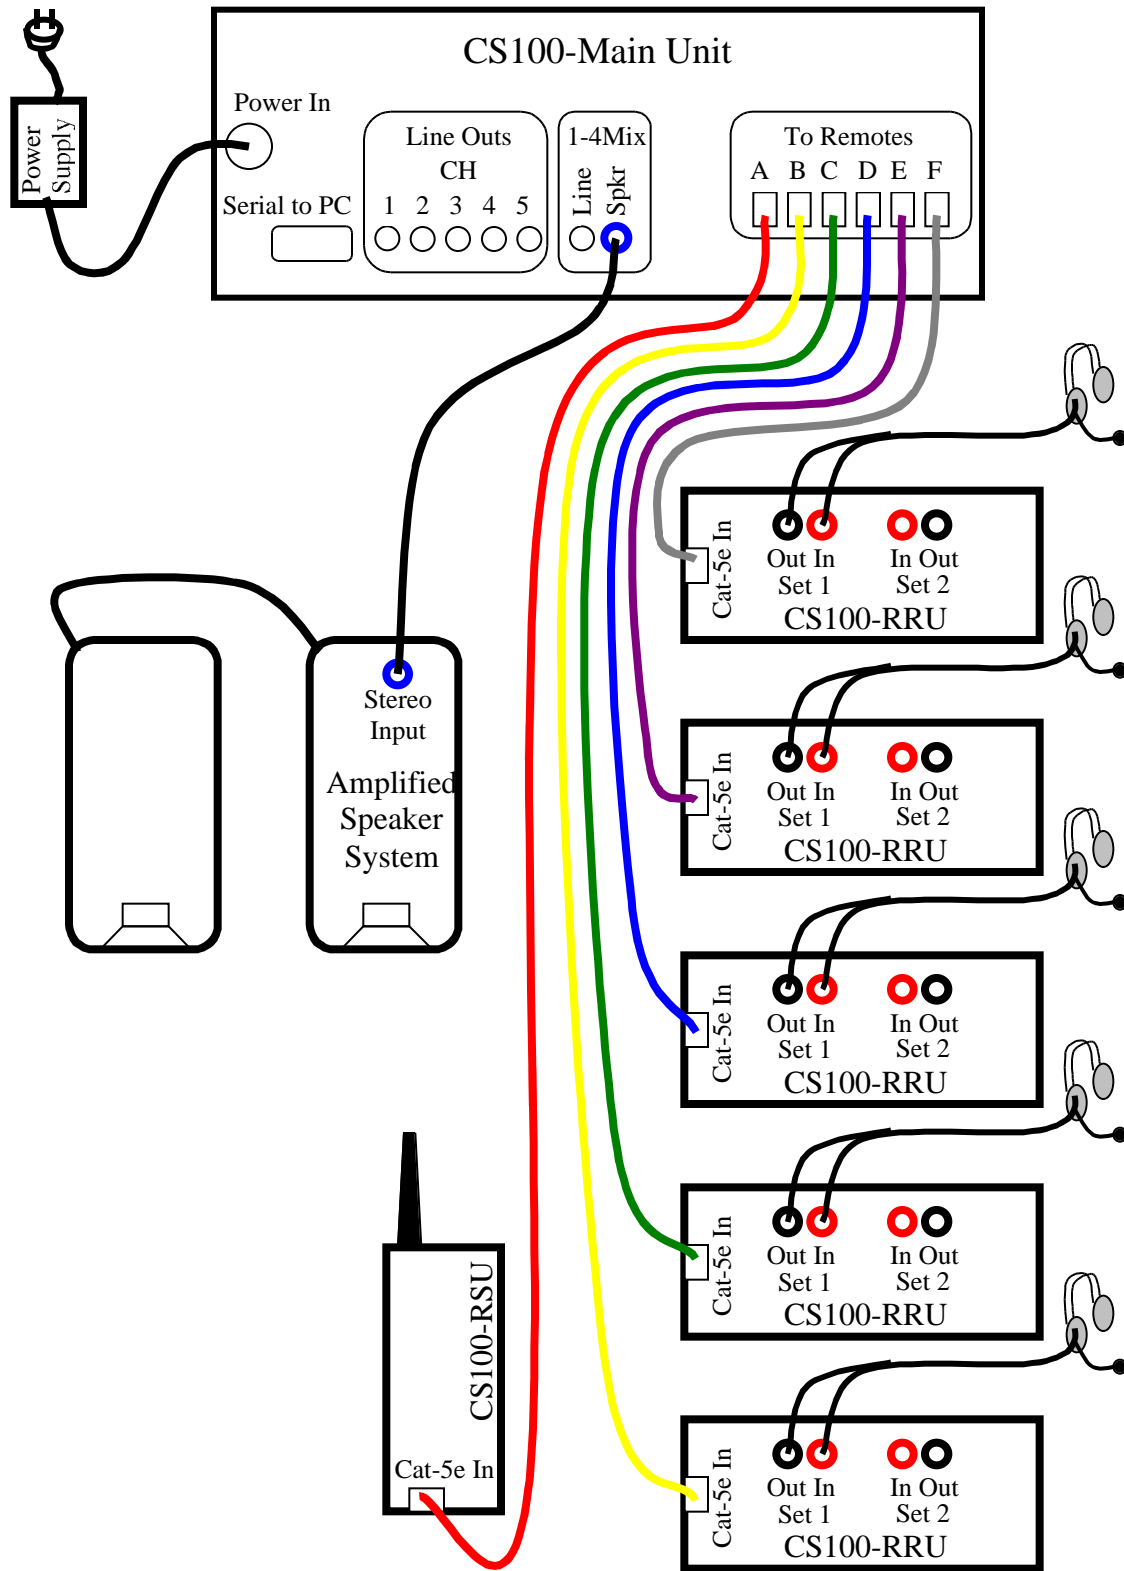 CS100-Main Unit
Power In
Power
Supply
Serial to PC
Line Outs
CH
1 2 3 4 5
1-4Mix
Line
Spkr
To Remotes
A B C D E F
Cat-5e In
Out In
Set 1
In Out
Set 2
CS100-RRU
Stereo
Input
Amplified
Speaker
System
Cat-5e In
Out In
Set 1
In Out
Set 2
CS100-RRU
Cat-5e In
Out In
Set 1
In Out
Set 2
CS100-RRU
Cat-5e In
Out In
Set 1
In Out
Set 2
CS100-RRU
CS100-RSU
Cat-5e In
Cat-5e In
Out In
Set 1
In Out
Set 2
CS100-RRU